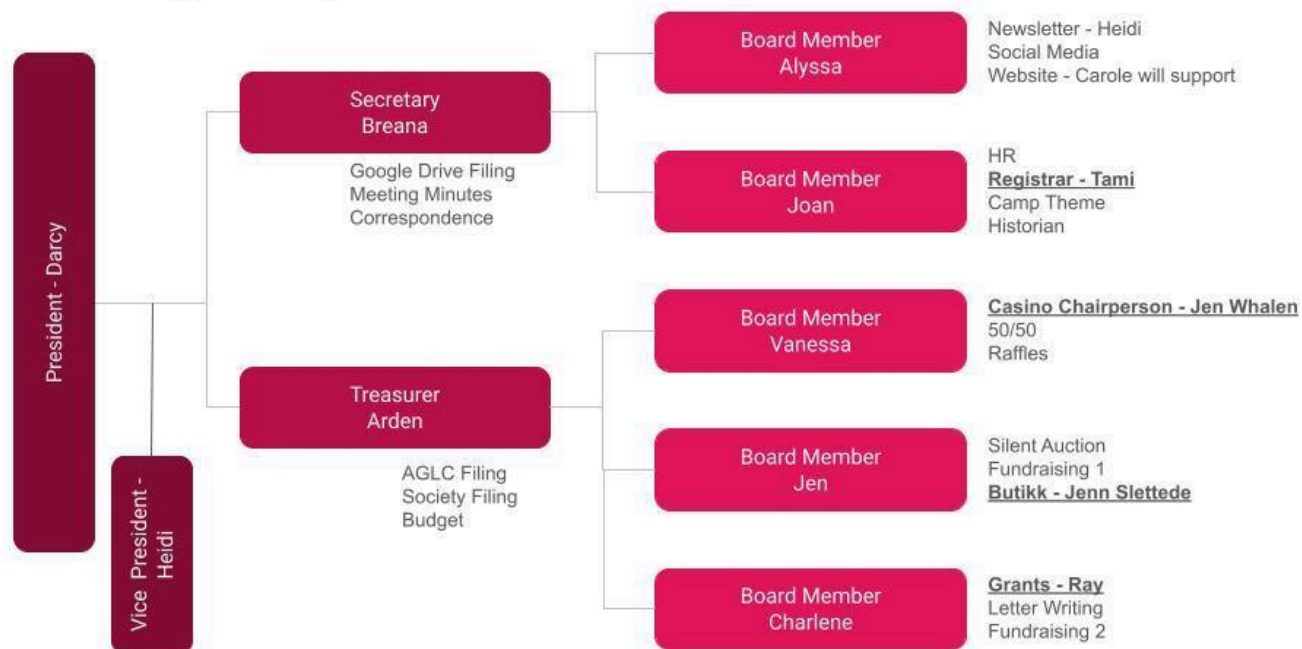 President - Darcy
Vice President -
Heidi
Secretary
Breana
Google Drive Filing
Meeting Minutes
Correspondence
Treasurer
Arden
AGLC Filing
Society Filing
Budget
Board Member
Alyssa
Newsletter - Heidi
Social Media
Website - Carole will support
Board Member
Joan
HR
Registrar - Tami
Camp Theme
Historian
Board Member
Vanessa
Casino Chairperson - Jen Whalen
50/50
Raffles
Board Member
Jen
Silent Auction
Fundraising 1
Butikk - Jenn Slettede
Board Member
Charlene
Grants - Ray
Letter Writing
Fundraising 2